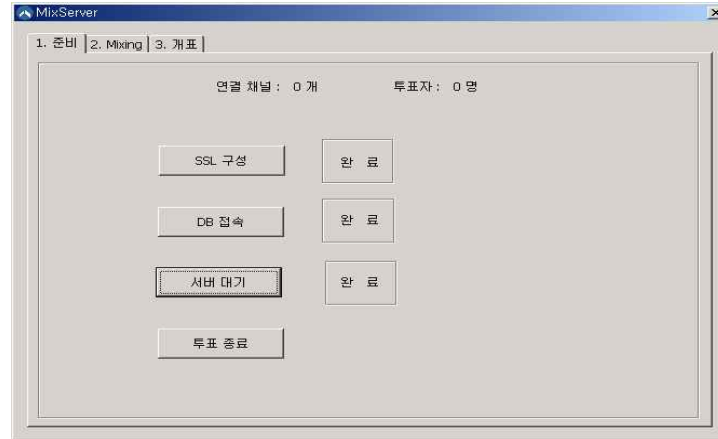 MixServer
1. 준비 2. Mixing 3. 개표
연결 채널 : 0 개 투표자 : 0 명
SSL 구성 완 료
DB 접속 완 료
서버 대기 완 료
투표 종료